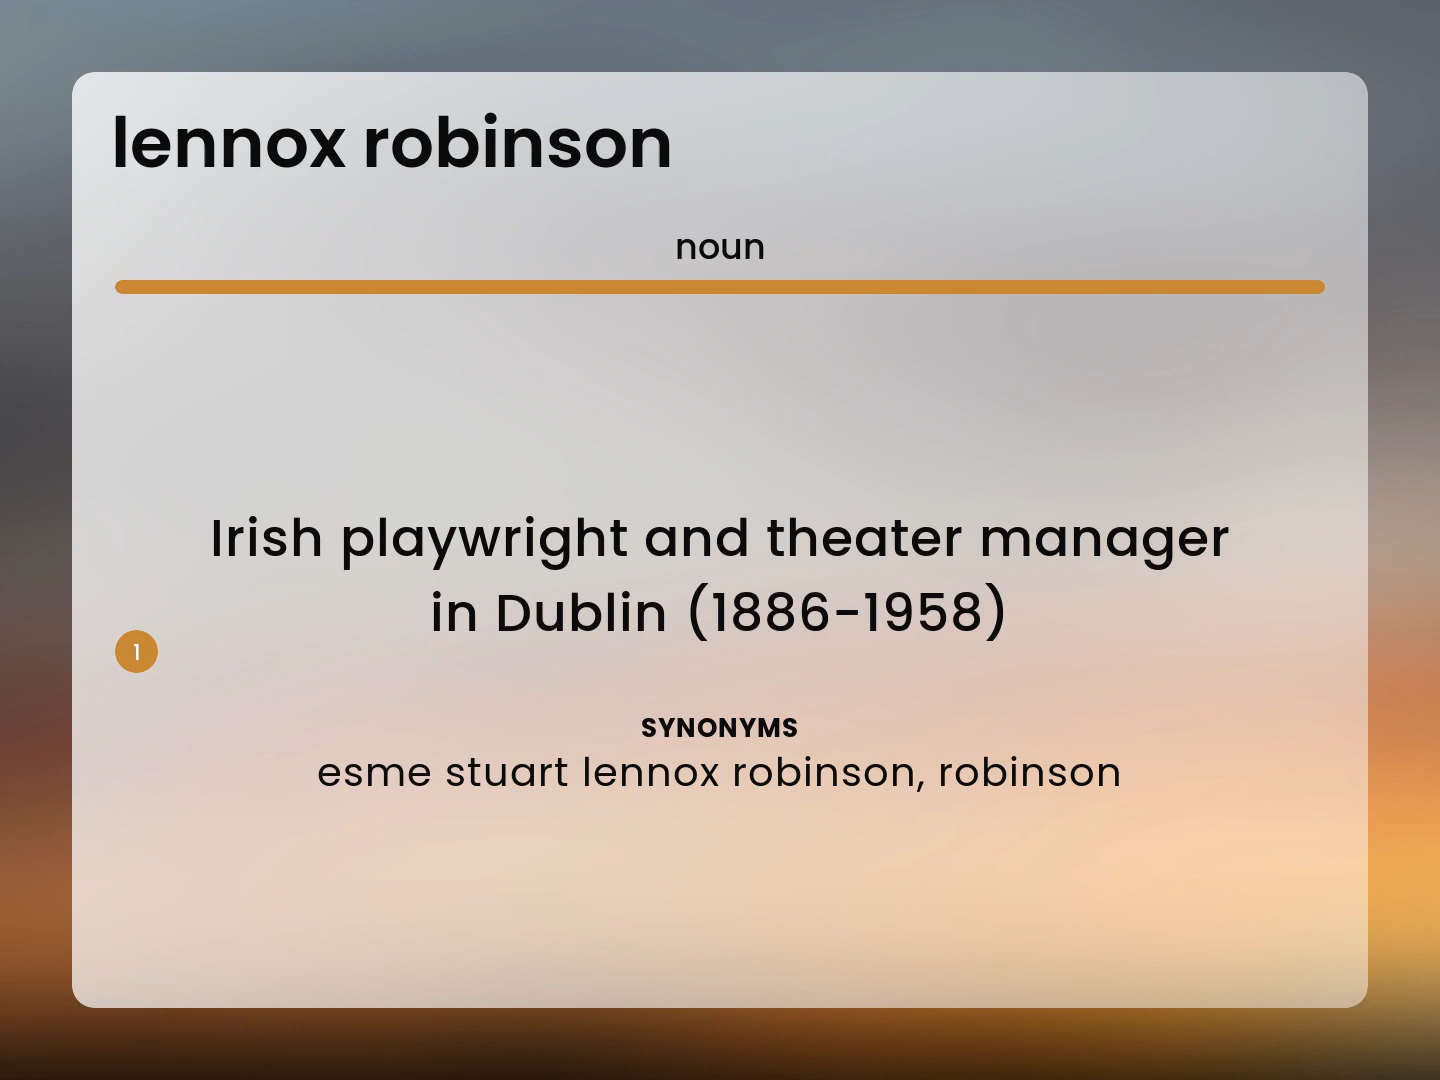 lennox robinson
noun
Irish playwright and theater manager
in Dublin (1886-1958)
1
SYNONYMS
esme stuart lennox robinson, robinson